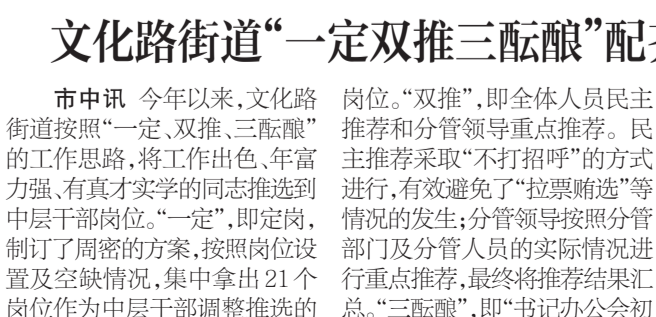 文化路街道“一定双推三酝酿”配
市中讯 今年以来,文化路
街道按照“一定、双推、三酝酿”
的工作思路,将工作出色、年富
力强、有真才实学的同志推选到
中层干部岗位。“一定”,即定岗,
制订了周密的方案,按照岗位设
置及空缺情况,集中拿出21个
岗位作为中层干部调整推选的
岗位。“双推”,即全体人员民主
推荐和分管领导重点推荐。民
主推荐采取“不打招呼”的方式
进行,有效避免了“拉票贿选”等
情况的发生;分管领导按照分管
部门及分管人员的实际情况进
行重点推荐,最终将推荐结果汇
总。“三酝酿”,即“书记办公会初